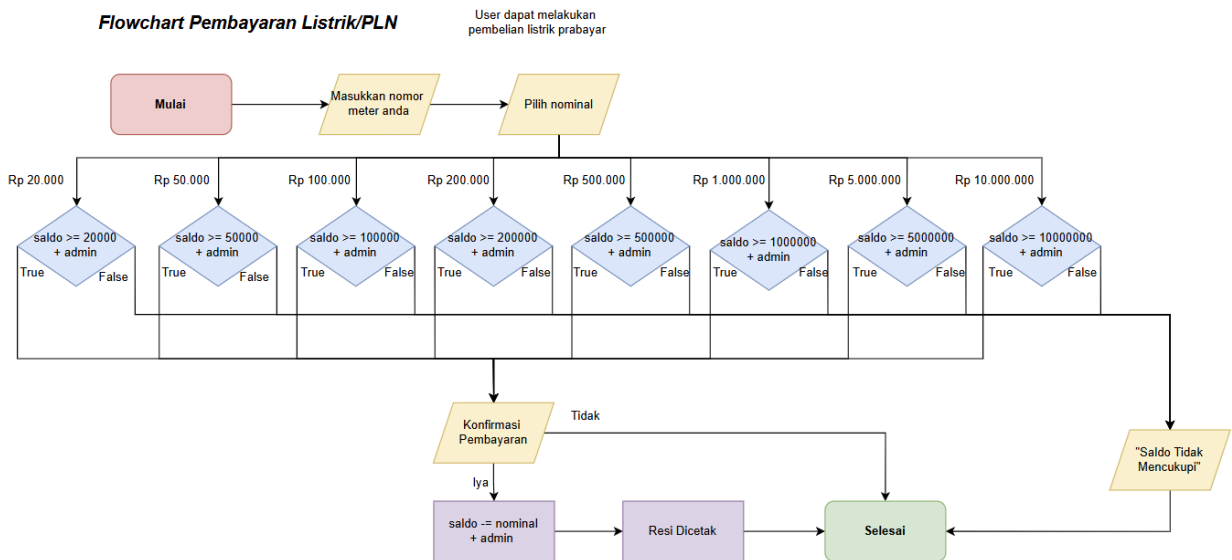 Flowchart Pembayaran Listrik/PLN
User dapat melakukan
pembelian listrik prabayar
Mulai
Masukkan nomor
meter anda
Pilih nominal
Rp 20.000
Rp 50.000
Rp 100.000
Rp 200.000
Rp 500.000
Rp 1.000.000
Rp 5.000.000
Rp 10.000.000
saldo >= 20000
+ admin
True
False
saldo >= 50000
+ admin
True
False
saldo >= 100000
+ admin
True
False
saldo >= 200000
+ admin
True
False
saldo >= 500000
+ admin
True
False
saldo >= 1000000
+ admin
True
False
saldo >= 5000000
+ admin
True
False
saldo >= 10000000
+ admin
True
False
Konfirmasi
Pembayaran
Tidak
"Saldo Tidak
Mencukupi"
Iya
saldo -= nominal
+ admin
Resi Dicetak
Selesai